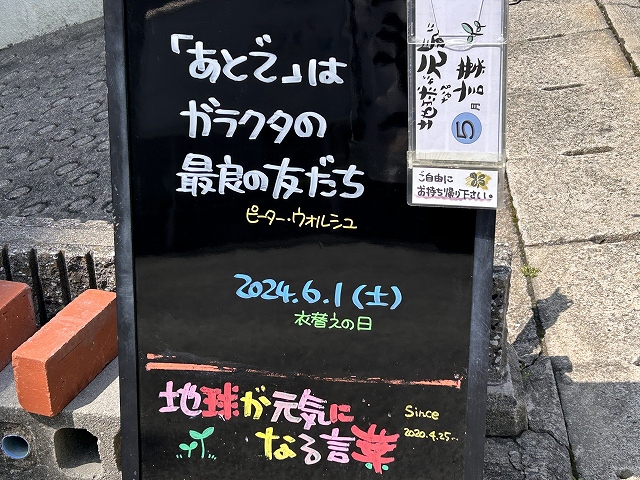 「あとで」は
ガラクタの
最良の友だち
ピーター・ウォルシュ
2024.6.1(土)
衣替えの日
地球が元気に
なる言葉
Since
2020.4.25...
5月
ご自由に
お持ち帰り下さい。